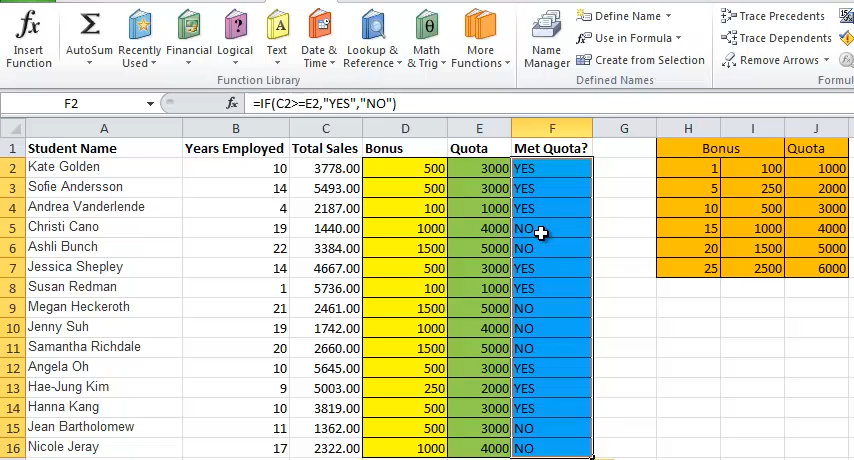 Insert Function
AutoSum
Recently Used
Financial
Logical
Text
Date & Time
Lookup & Reference
Math & Trig
More Functions
Function Library
Name Manager
Define Name
Use in Formula
Create from Selection
Defined Names
Trace Precedents
Trace Dependents
Remove Arrows
Formul
F2 fx =IF(C2>=E2,"YES","NO")
A B C D E F G H I J
1 Student Name Years Employed Total Sales Bonus Quota Met Quota? Bonus Quota
2 Kate Golden 10 3778.00 500 3000 YES 1 100 1000
3 Sofie Andersson 14 5493.00 500 3000 YES 5 250 2000
4 Andrea Vanderlende 4 2187.00 100 1000 YES 10 500 3000
5 Christi Cano 19 1440.00 1000 4000 NO 15 1000 4000
6 Ashli Bunch 22 3384.00 1500 5000 NO 20 1500 5000
7 Jessica Shepley 14 4667.00 500 3000 YES 25 2500 6000
8 Susan Redman 1 5736.00 100 1000 YES
9 Megan Heckeroth 21 2461.00 1500 5000 NO
10 Jenny Suh 19 1742.00 1000 4000 NO
11 Samantha Richdale 20 2660.00 1500 5000 NO
12 Angela Oh 10 5645.00 500 3000 YES
13 Hae-Jung Kim 9 5003.00 250 2000 YES
14 Hanna Kang 10 3819.00 500 3000 YES
15 Jean Bartholomew 11 1362.00 500 3000 NO
16 Nicole Jeray 17 2322.00 1000 4000 NO